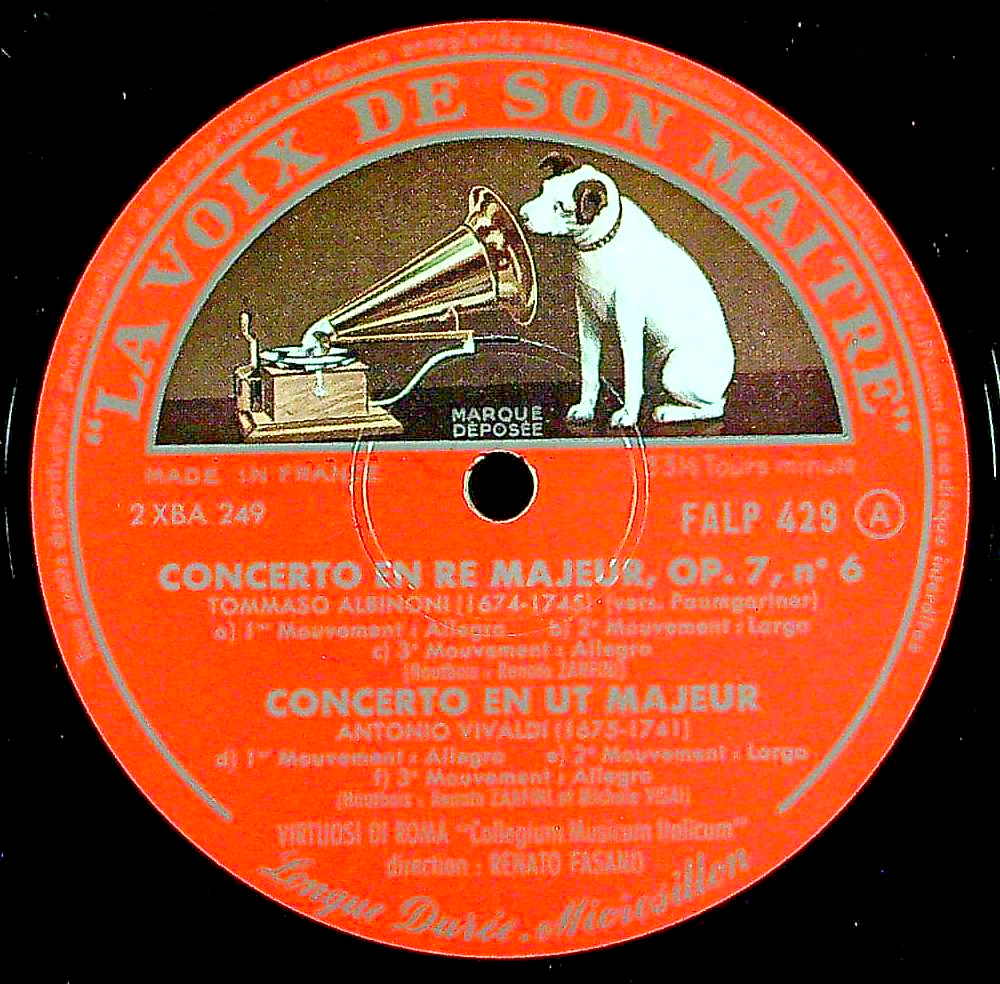 "LA VOIX DE SON MAITRE"
MARQUE
DÉPOSÉE
MADE IN FRANCE
Tours minute
2 XBA 249
FALP 429 A
CONCERTO EN RE MAJEUR, OP. 7, n° 6
TOMMASO ALBINONI (1674-1745) (vers. Paumgartner)
a) 1er Mouvement : Allegro b) 2e Mouvement : Largo
c) 3e Mouvement : Allegro
(Hautbois : Renato ZANFINI)
CONCERTO EN UT MAJEUR
ANTONIO VIVALDI (1675-1741)
d) 1er Mouvement : Allegro e) 2e Mouvement : Largo
f) 3e Mouvement : Allegro
(Hautbois : Renato ZANFINI et Michele VISAI)
VIRTUOSI DI ROMA "Collegium Musicum Italicum"
direction : RENATO FASANO
Longue Durée. Microsillon